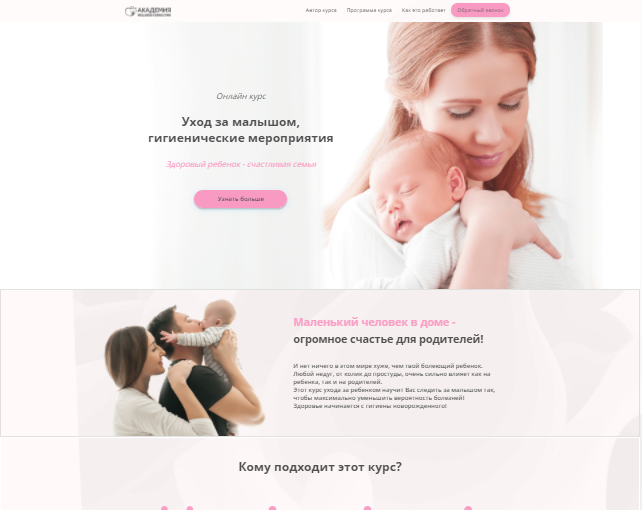 АКАДЕМИЯ
Автор курса Программа курса Как это работает Обратный звонок
Онлайн курс
Уход за малышом,
гигиенические мероприятия
Здоровый ребенок - счастливая семья
Узнать больше
Маленький человек в доме -
огромное счастье для родителей!
И нет ничего в этом мире хуже, чем твой болеющий ребенок.
Любой недуг, от колик до простуды, очень сильно влияет как на
ребенка, так и на родителей.
Этот курс ухода за ребенком научит Вас следить за малышом так,
чтобы максимально уменьшить вероятность болезней!
Здоровье начинается с гигиены новорожденного!
Кому подходит этот курс?